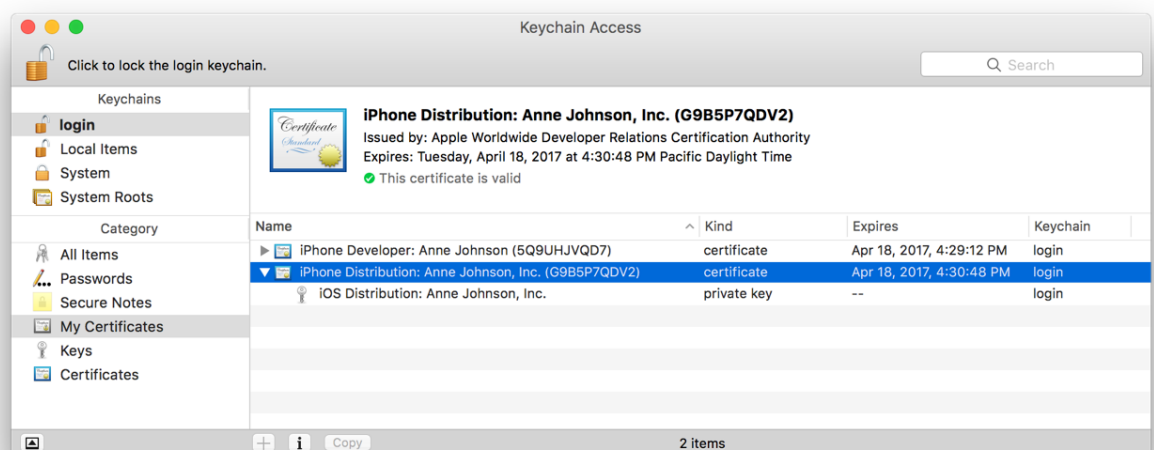 Keychain Access
Click to lock the login keychain.
Search
Keychains
login
Local Items
System
System Roots
Category
All Items
Passwords
Secure Notes
My Certificates
Keys
Certificates
Certificate
Standard
iPhone Distribution: Anne Johnson, Inc. (G9B5P7QDV2)
Issued by: Apple Worldwide Developer Relations Certification Authority
Expires: Tuesday, April 18, 2017 at 4:30:48 PM Pacific Daylight Time
This certificate is valid
Name Kind Expires Keychain
iPhone Developer: Anne Johnson (5Q9UHJVQD7) certificate Apr 18, 2017, 4:29:12 PM login
iPhone Distribution: Anne Johnson, Inc. (G9B5P7QDV2) certificate Apr 18, 2017, 4:30:48 PM login
iOS Distribution: Anne Johnson, Inc. private key -- login
+ i Copy 2 items